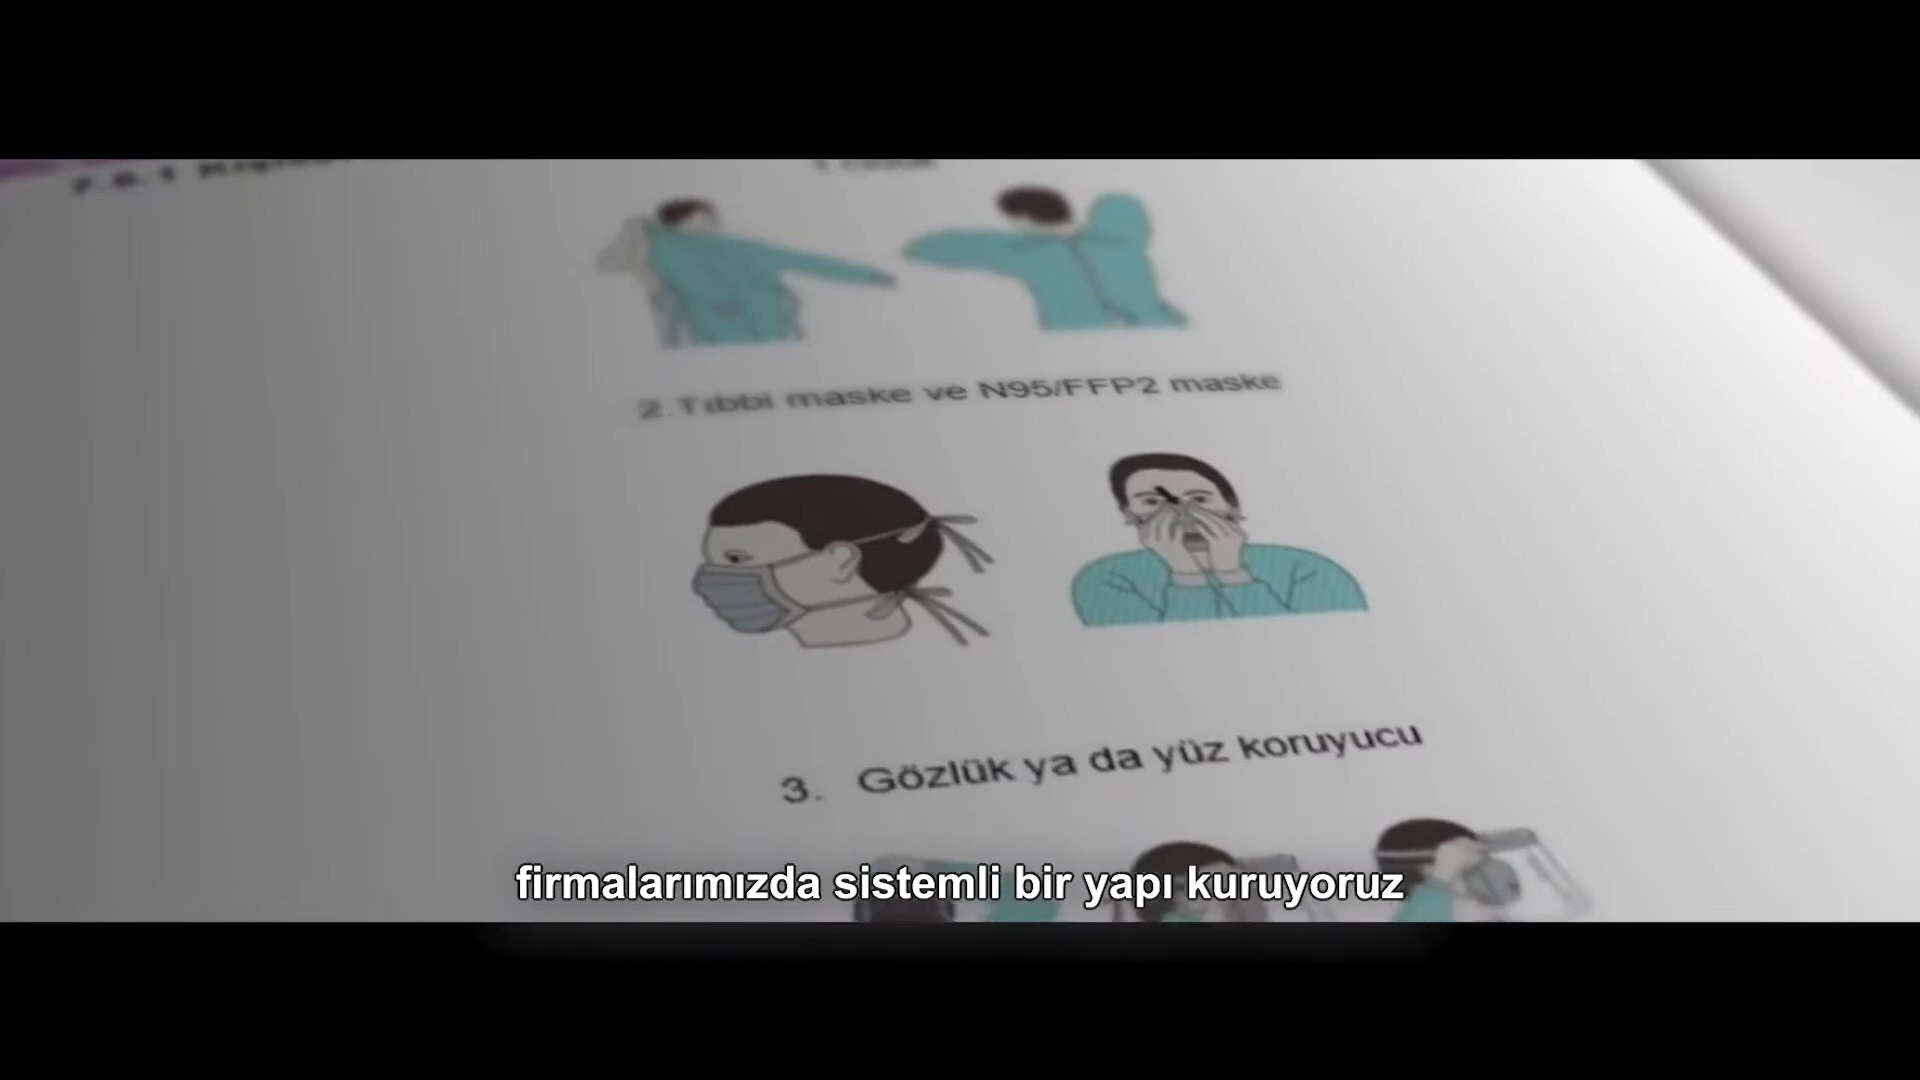 2. Tıbbi maske ve N95/FFP2 maske
3. Gözlük ya da yüz koruyucu
firmalarımızda sistemli bir yapı kuruyoruz